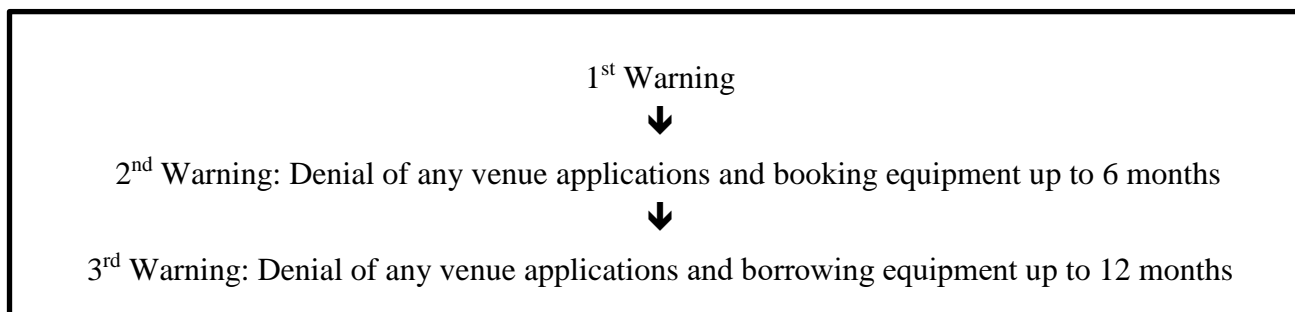 1st Warning
🡫
2nd Warning: Denial of any venue applications and booking equipment up to 6 months
🡫
3rd Warning: Denial of any venue applications and borrowing equipment up to 12 months